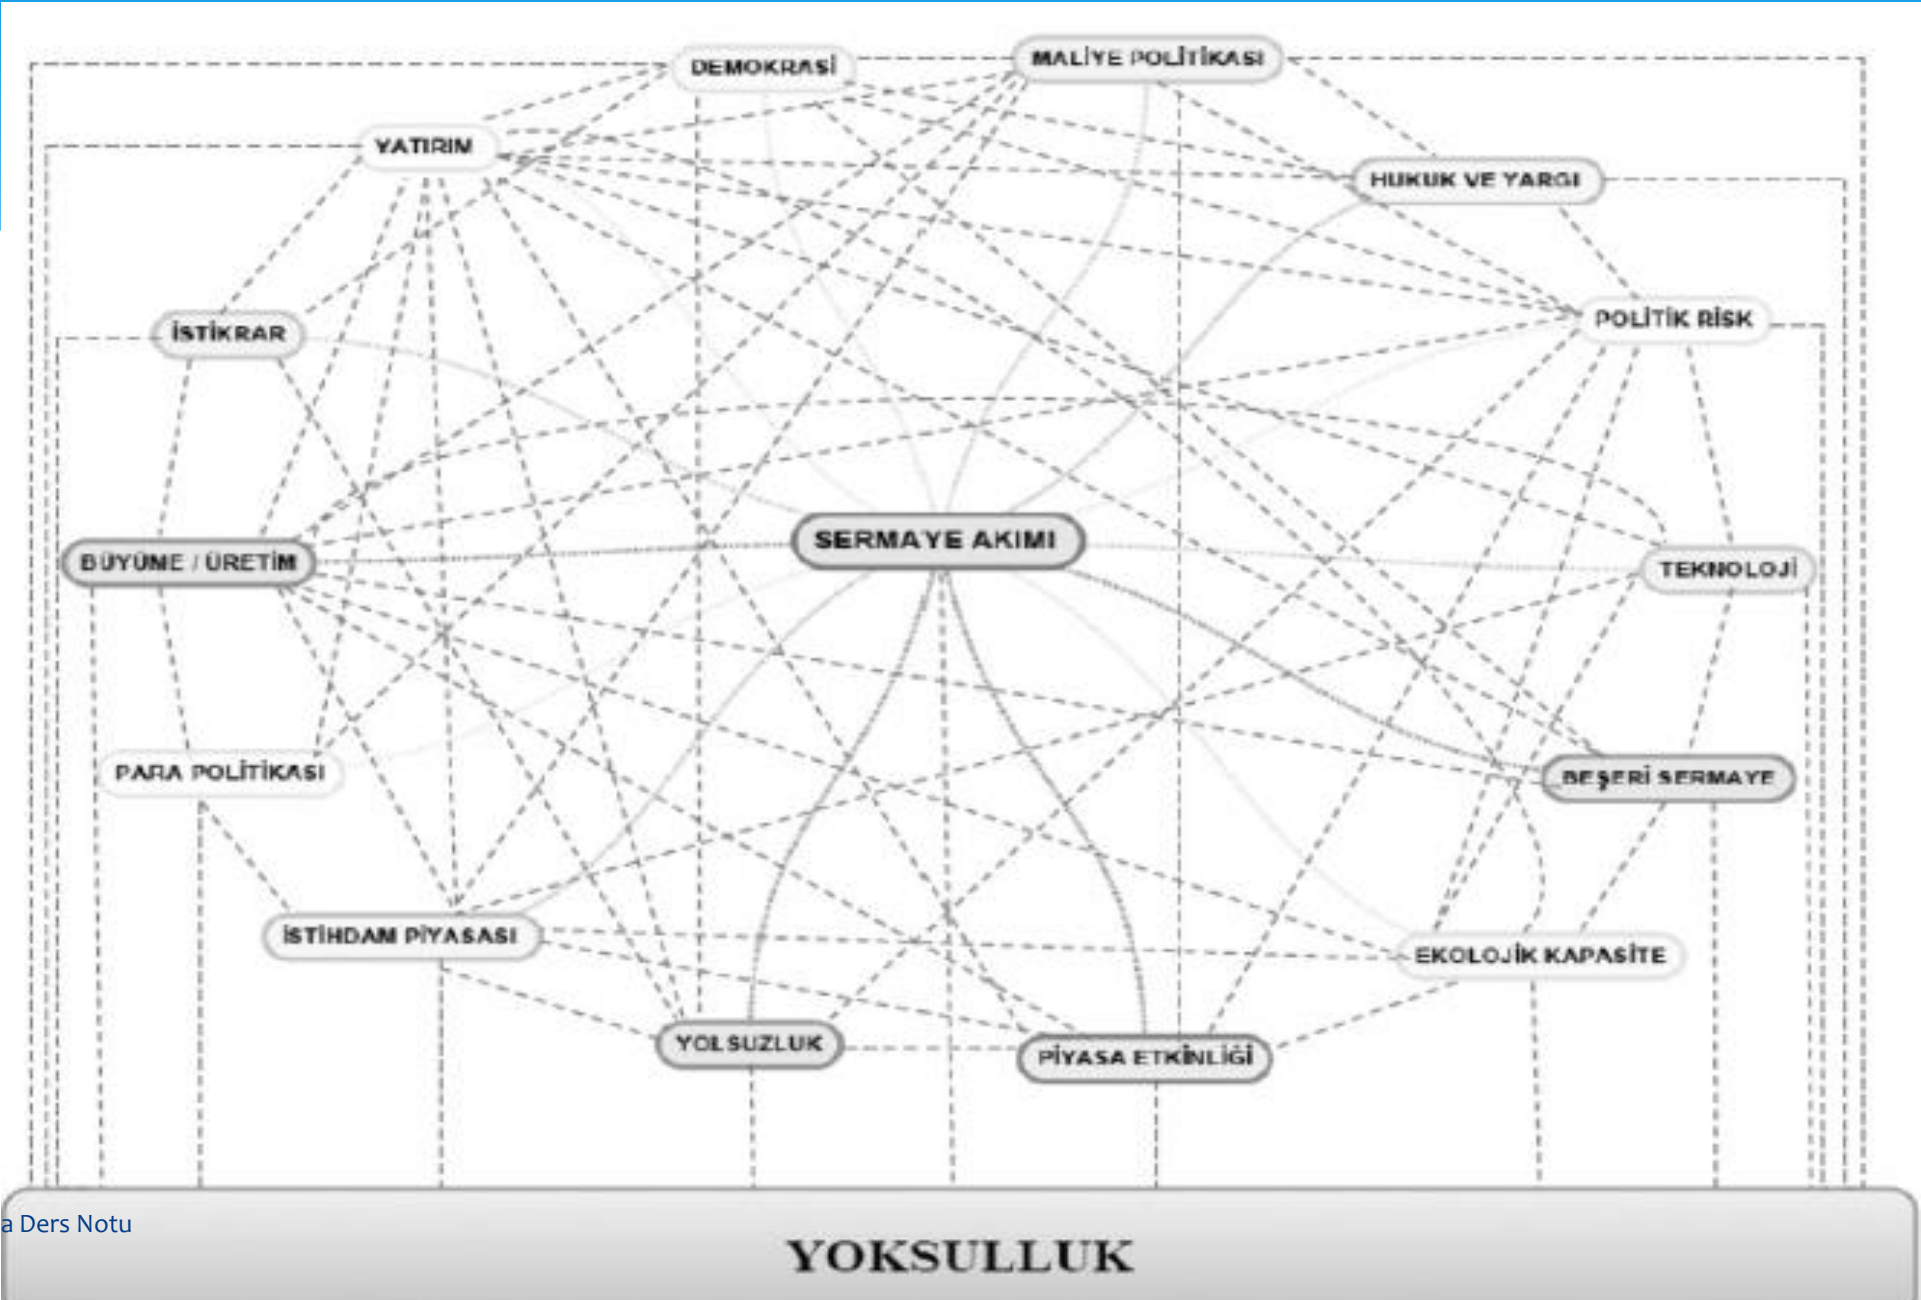 DEMOKRASİ
MALİYE POLİTİKASI
YATIRIM
HUKUK VE YARGI
İSTİKRAR
POLİTİK RİSK
SERMAYE AKIMI
BÜYÜME / ÜRETİM
TEKNOLOJİ
PARA POLİTİKASI
BEŞERİ SERMAYE
İSTİHDAM PİYASASI
EKOLOJİK KAPASİTE
YOLSUZLUK
PİYASA ETKİNLİĞİ
a Ders Notu
YOKSULLUK